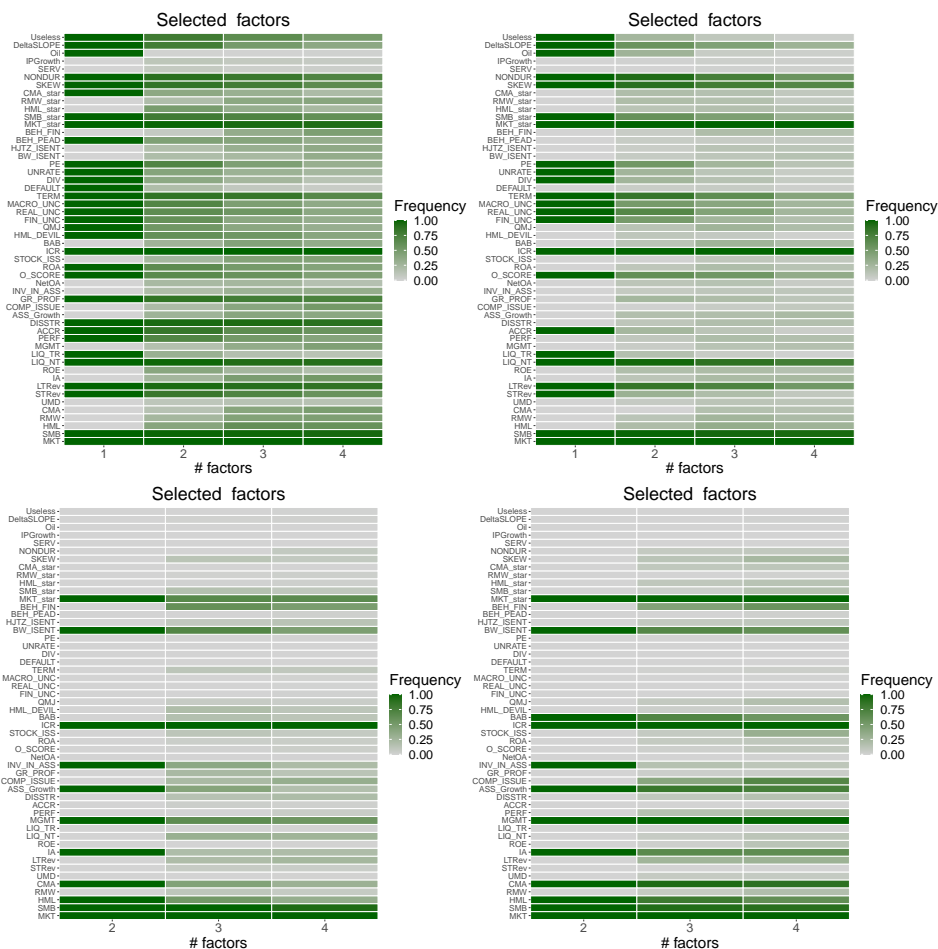 Selected factors
Useless
DeltaSLOPE
Oil
IPGrowth
SERV
NONDUR
SKEW
CMA_star
RMW_star
HML_star
SMB_star
MKT_star
BEH_FIN
BEH_PEAD
HJTZ_ISENT
BW_ISENT
PE
UNRATE
DIV
DEFAULT
TERM
MACRO_UNC
REAL_UNC
FIN_UNC
QMJ
HML_DEVIL
BAB
ICR
STOCK_ISS
ROA
O_SCORE
NetOA
INV_IN_ASS
GR_PROF
COMP_ISSUE
ASS_Growth
DISSTR
ACCR
PERF
MGMT
LIQ_TR
LIQ_NT
ROE
IA
LTRev
STRev
UMD
CMA
RMW
HML
SMB
MKT
1 2 3 4
# factors
Frequency
1.00
0.75
0.50
0.25
0.00
Selected factors
Useless
DeltaSLOPE
Oil
IPGrowth
SERV
NONDUR
SKEW
CMA_star
RMW_star
HML_star
SMB_star
MKT_star
BEH_FIN
BEH_PEAD
HJTZ_ISENT
BW_ISENT
PE
UNRATE
DIV
DEFAULT
TERM
MACRO_UNC
REAL_UNC
FIN_UNC
QMJ
HML_DEVIL
BAB
ICR
STOCK_ISS
ROA
O_SCORE
NetOA
INV_IN_ASS
GR_PROF
COMP_ISSUE
ASS_Growth
DISSTR
ACCR
PERF
MGMT
LIQ_TR
LIQ_NT
ROE
IA
LTRev
STRev
UMD
CMA
RMW
HML
SMB
MKT
1 2 3 4
# factors
Frequency
1.00
0.75
0.50
0.25
0.00
Selected factors
Useless
DeltaSLOPE
Oil
IPGrowth
SERV
NONDUR
SKEW
CMA_star
RMW_star
HML_star
SMB_star
MKT_star
BEH_FIN
BEH_PEAD
HJTZ_ISENT
BW_ISENT
PE
UNRATE
DIV
DEFAULT
TERM
MACRO_UNC
REAL_UNC
FIN_UNC
QMJ
HML_DEVIL
BAB
ICR
STOCK_ISS
ROA
O_SCORE
NetOA
INV_IN_ASS
GR_PROF
COMP_ISSUE
ASS_Growth
DISSTR
ACCR
PERF
MGMT
LIQ_TR
LIQ_NT
ROE
IA
LTRev
STRev
UMD
CMA
RMW
HML
SMB
MKT
2 3 4
# factors
Frequency
1.00
0.75
0.50
0.25
0.00
Selected factors
Useless
DeltaSLOPE
Oil
IPGrowth
SERV
NONDUR
SKEW
CMA_star
RMW_star
HML_star
SMB_star
MKT_star
BEH_FIN
BEH_PEAD
HJTZ_ISENT
BW_ISENT
PE
UNRATE
DIV
DEFAULT
TERM
MACRO_UNC
REAL_UNC
FIN_UNC
QMJ
HML_DEVIL
BAB
ICR
STOCK_ISS
ROA
O_SCORE
NetOA
INV_IN_ASS
GR_PROF
COMP_ISSUE
ASS_Growth
DISSTR
ACCR
PERF
MGMT
LIQ_TR
LIQ_NT
ROE
IA
LTRev
STRev
UMD
CMA
RMW
HML
SMB
MKT
2 3 4
# factors
Frequency
1.00
0.75
0.50
0.25
0.00